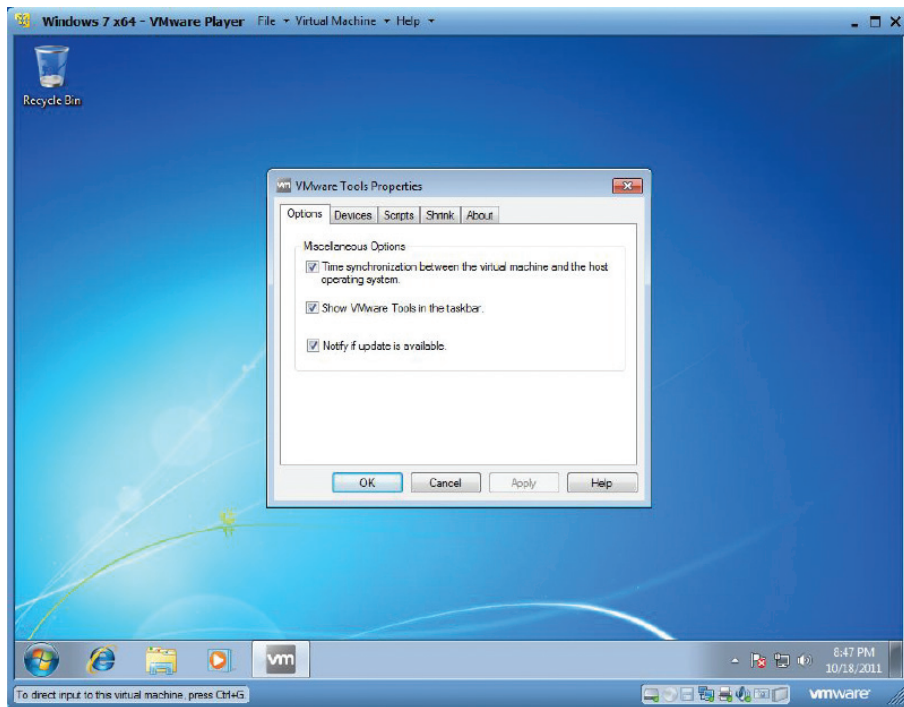 Windows 7 x64 - VMware Player File Virtual Machine Help
Recycle Bin
VMware Tools Properties
Options Devices Scripts Shrink About
Miscellaneous Options
Time synchronization between the virtual machine and the host
operating system.
Show VMware Tools in the taskbar.
Notify if update is available.
OK Cancel Apply Help
vm
8:47 PM
10/18/2011
To direct input to this virtual machine, press Ctrl+G.
vmware